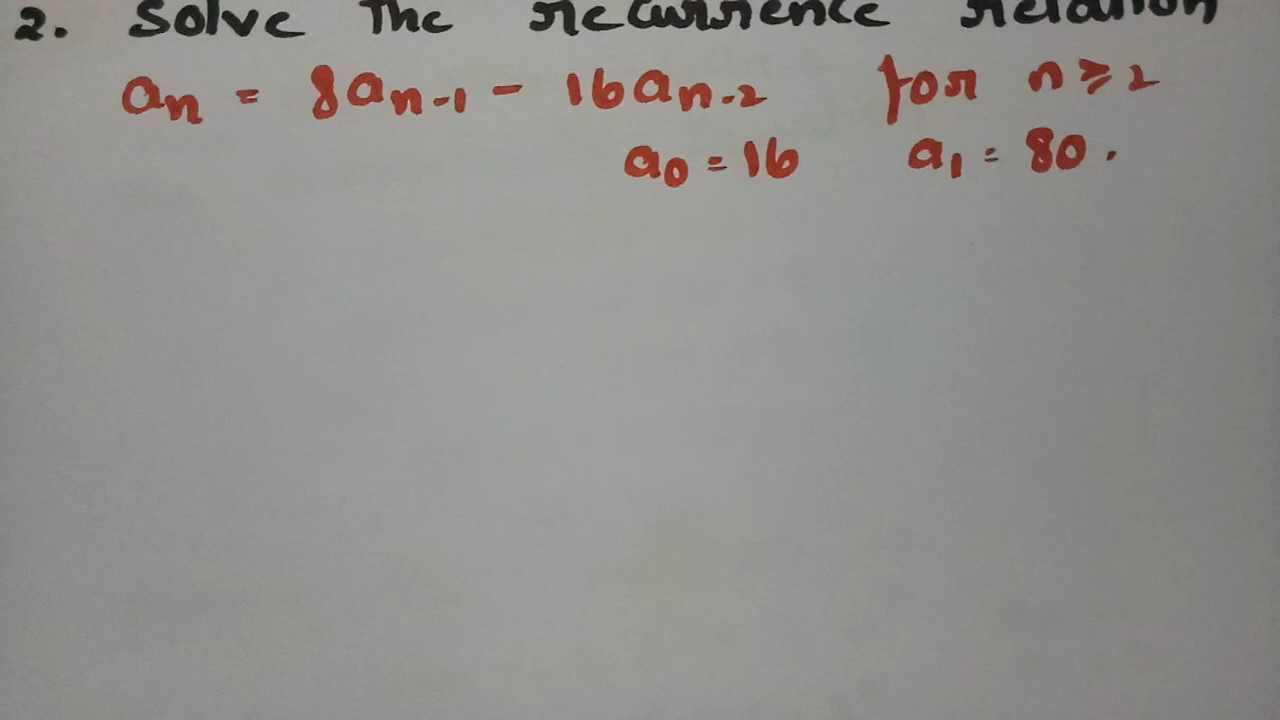 2. Solve The recurrence relation
aₙ = 8aₙ₋₁ - 16aₙ₋₂ for n ≥ 2
a₀ = 16 a₁ = 80.